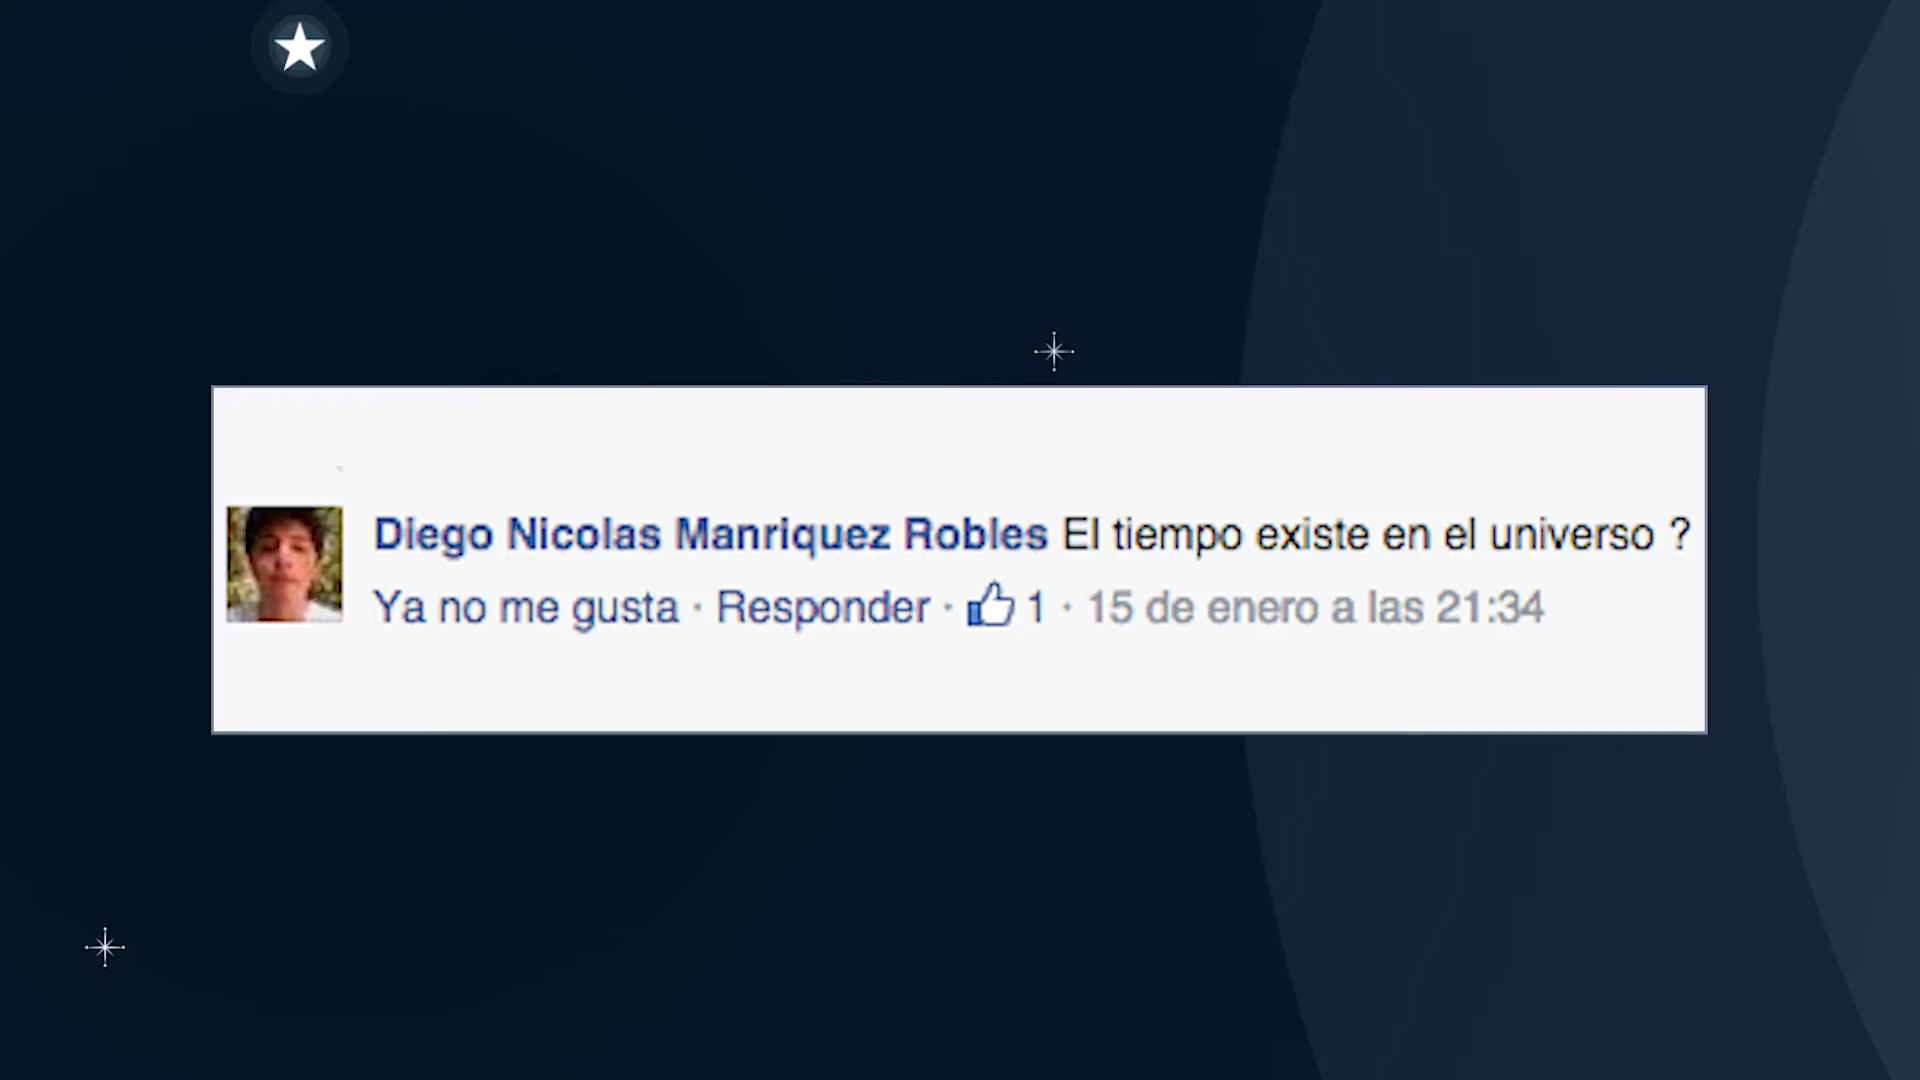 Diego Nicolas Manriquez Robles El tiempo existe en el universo ?
Ya no me gusta · Responder · 1 · 15 de enero a las 21:34